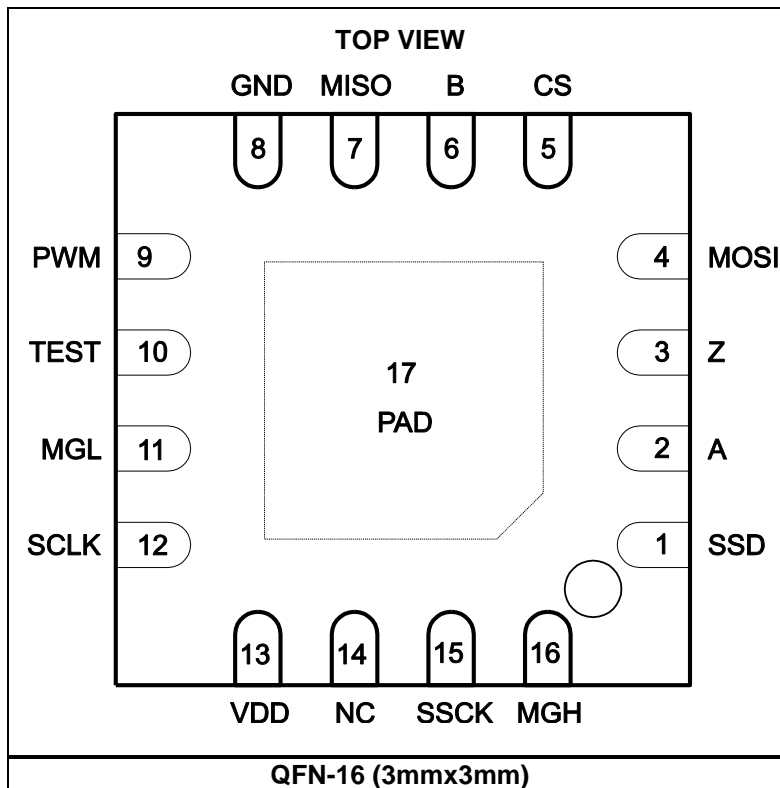 TOP VIEW
GND MISO B CS
8 7 6 5
PWM 9 4 MOSI
TEST 10 3 Z
17
PAD
MGL 11 2 A
SCLK 12 1 SSD
13 14 15 16
VDD NC SSCK MGH
QFN-16 (3mmx3mm)